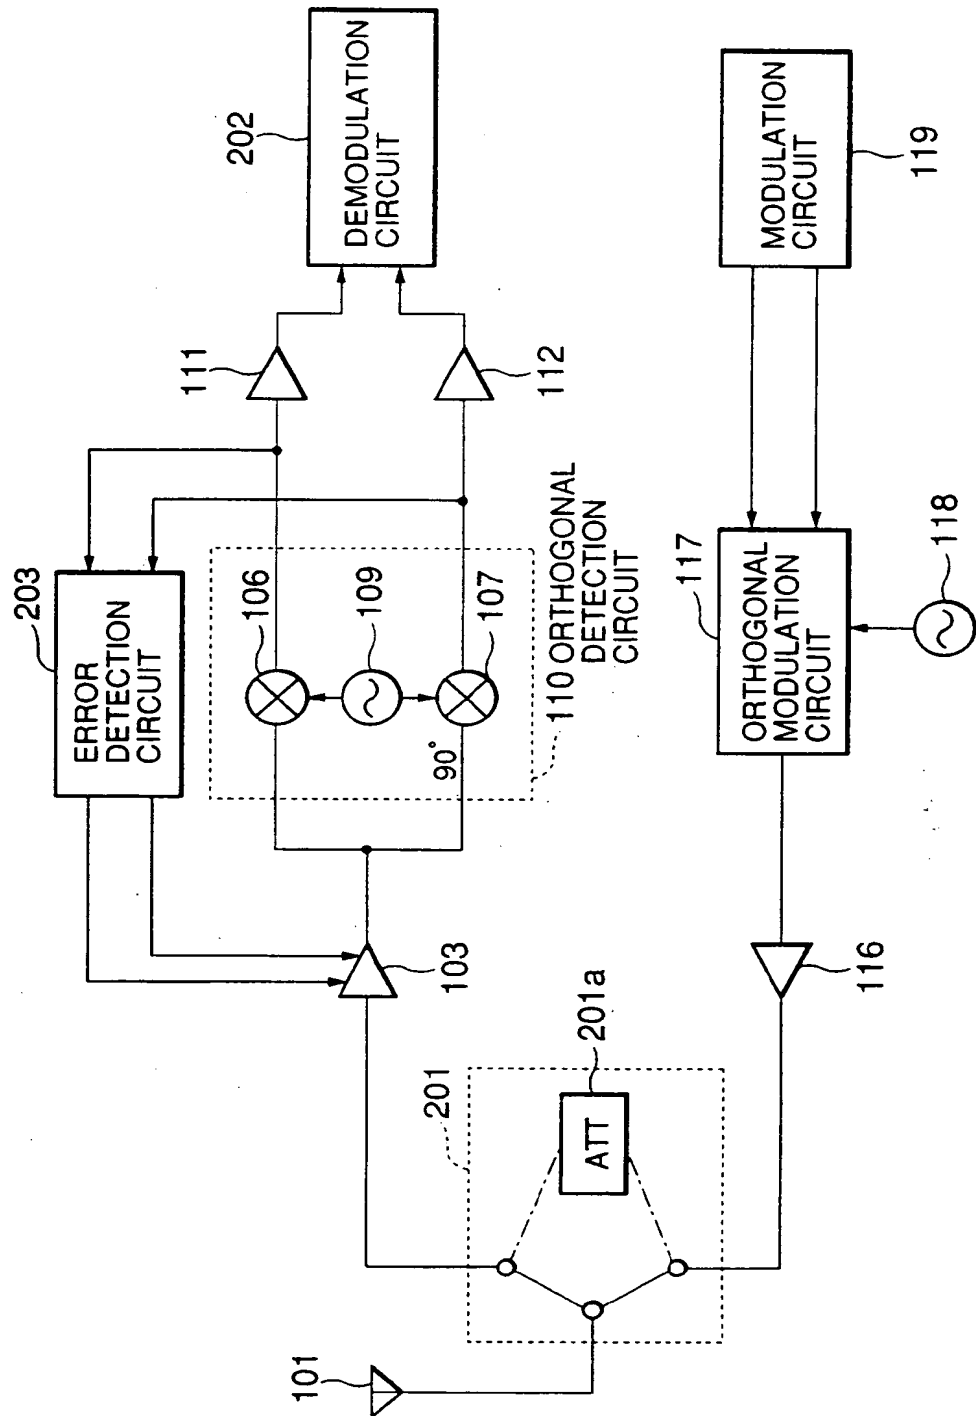 202
DEMODULATION
CIRCUIT
111
112
203
ERROR
DETECTION
CIRCUIT
106
109
107
90°
110 ORTHOGONAL
DETECTION
CIRCUIT
103
201
201a
ATT
101
MODULATION
CIRCUIT
119
117
ORTHOGONAL
MODULATION
CIRCUIT
118
116